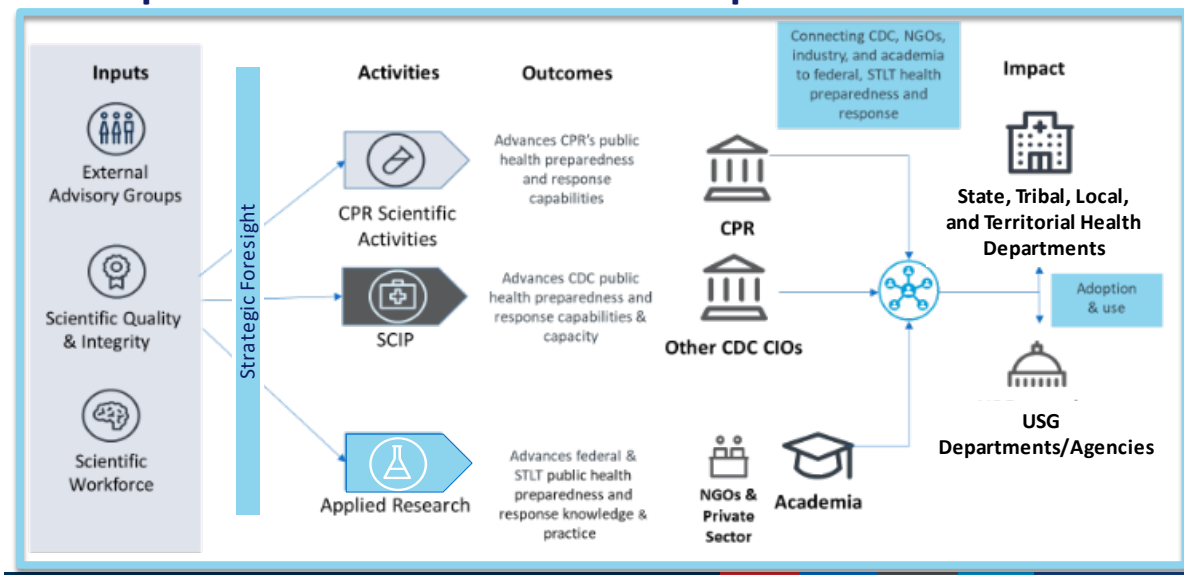 Inputs
External
Advisory Groups
Scientific Quality
& Integrity
Scientific
Workforce
Strategic Foresight
Activities
CPR Scientific
Activities
SCIP
Applied Research
Outcomes
Advances CPR's public
health preparedness
and response
capabilities
Advances CDC public
health preparedness and
response capabilities &
capacity
Advances federal &
STLT public health
preparedness and
response knowledge &
practice
CPR
Other CDC CIOs
NGOs &
Private
Sector
Academia
Connecting CDC, NGOs,
industry, and academia
to federal, STLT health
preparedness and
response
Impact
State, Tribal, Local,
and Territorial Health
Departments
Adoption
& use
USG
Departments/Agencies